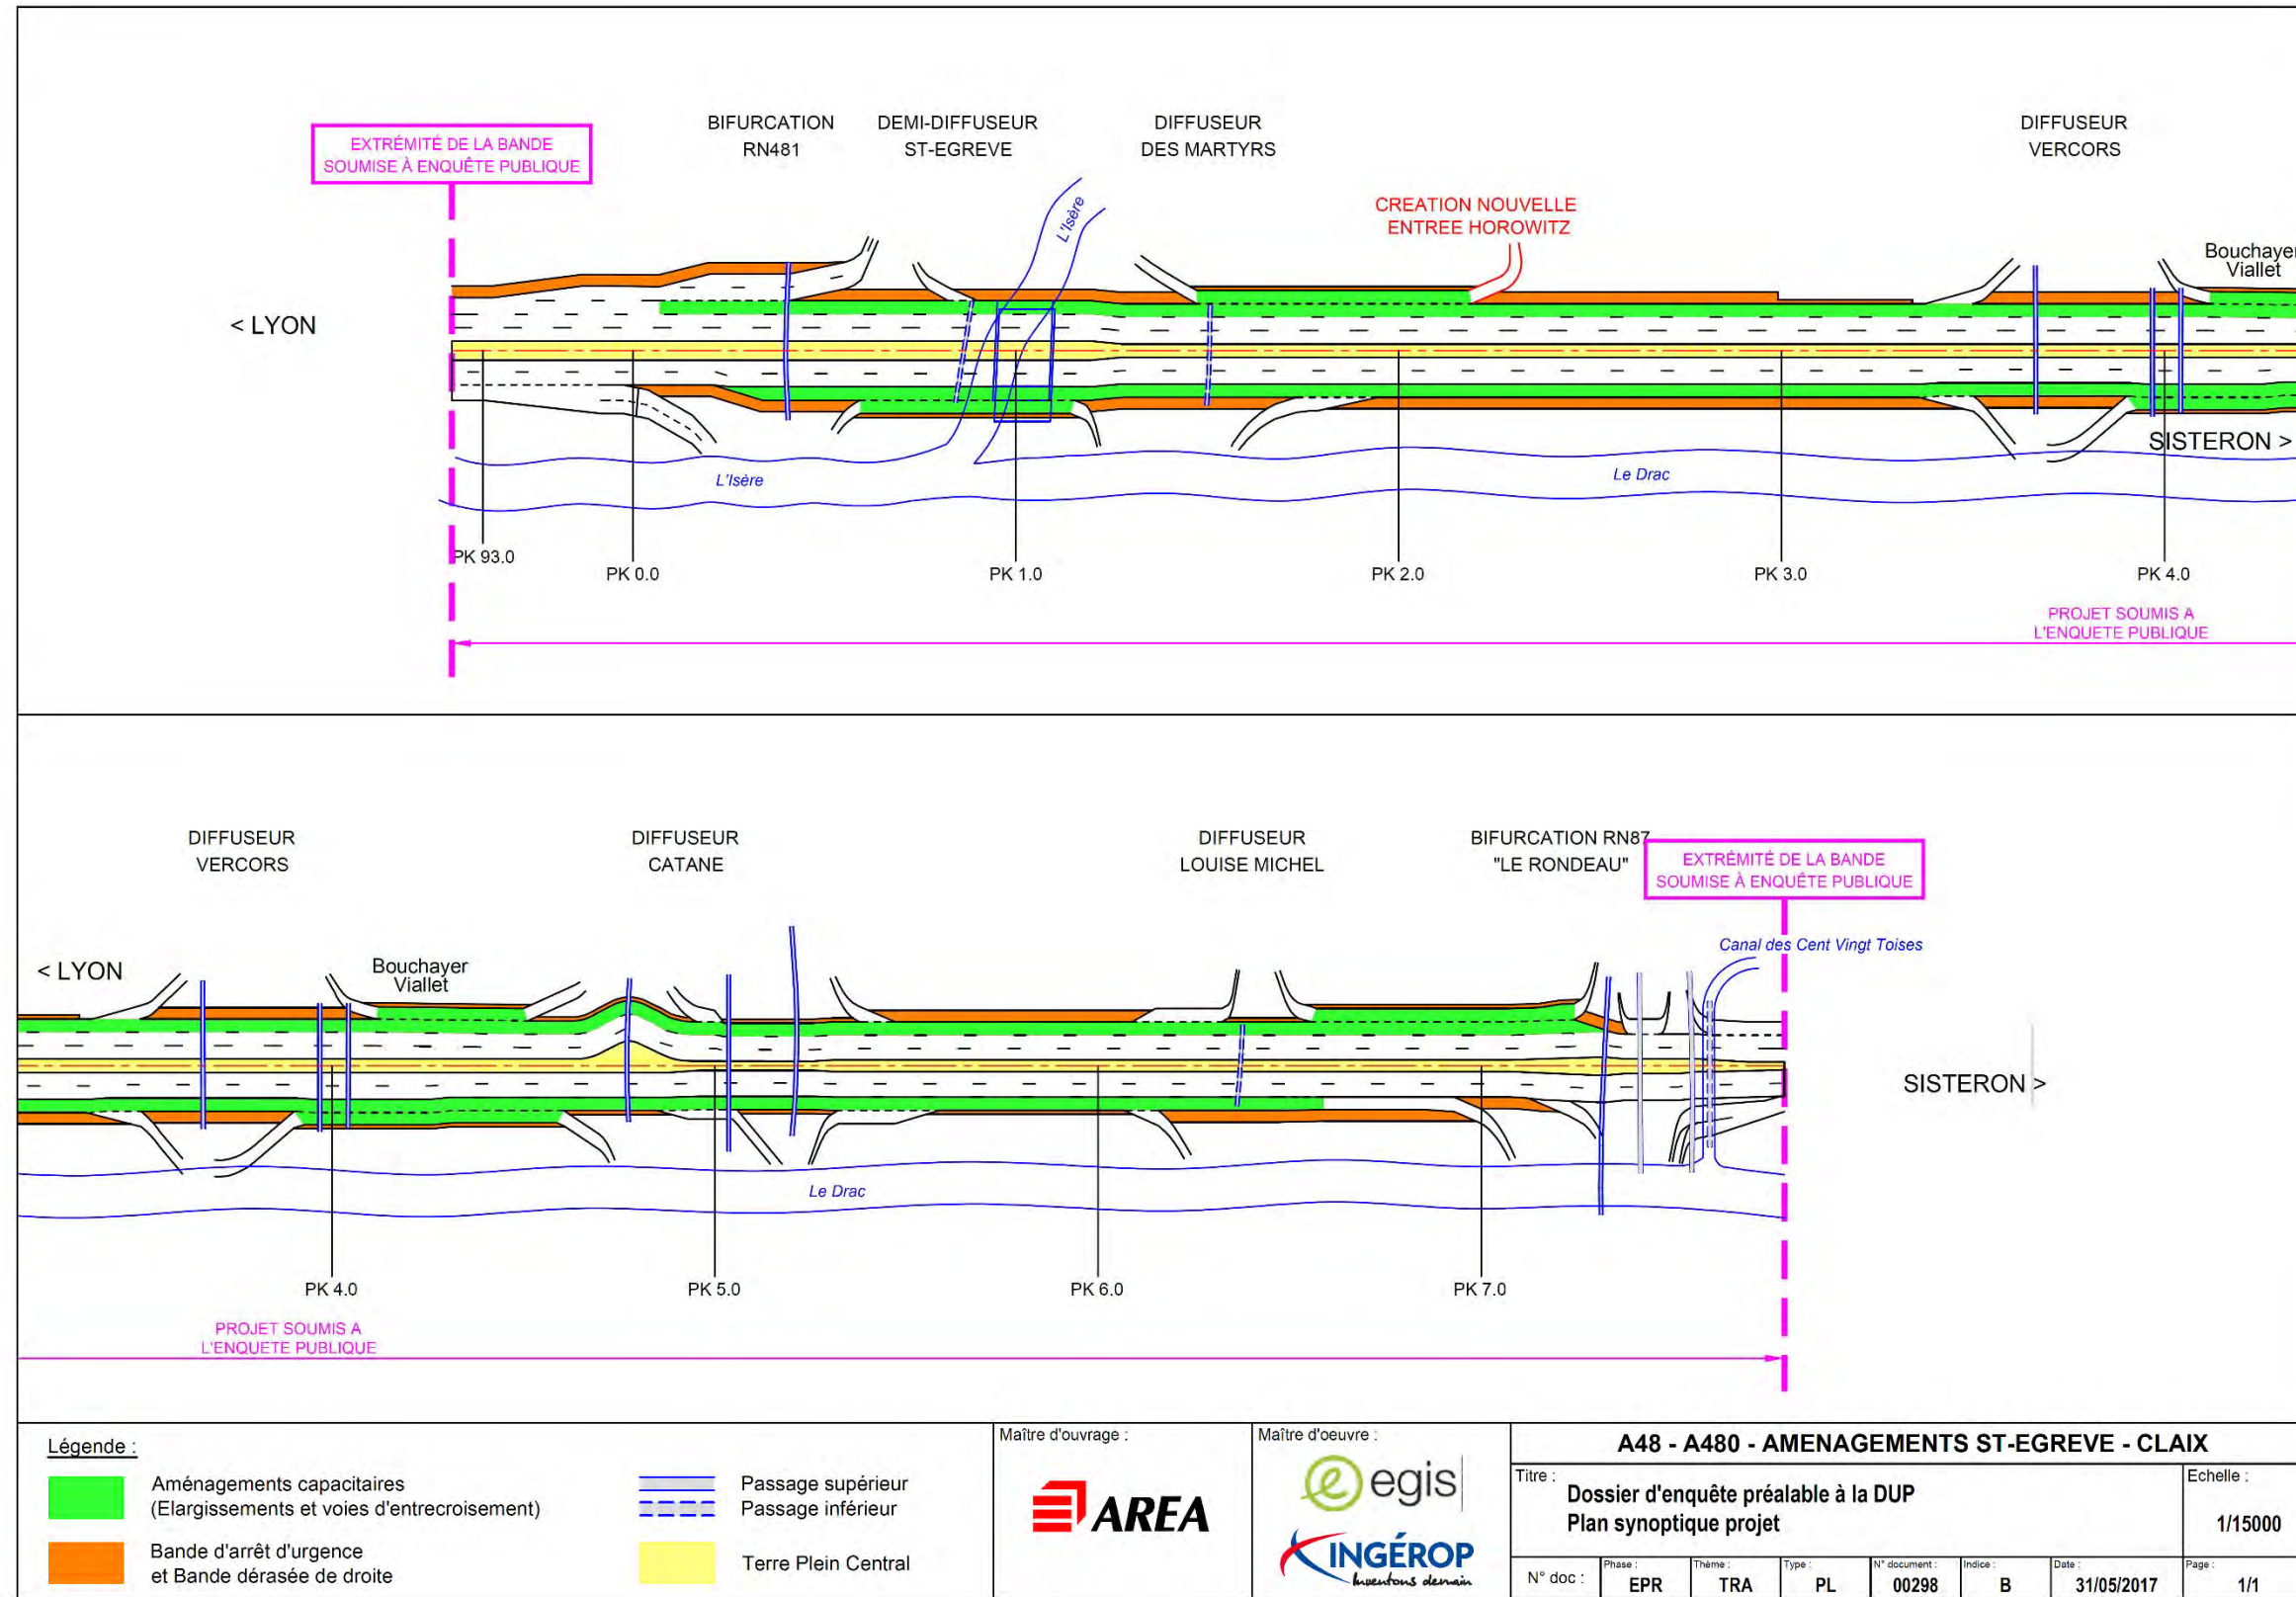 EXTRÉMITÉ DE LA BANDE
SOUMISE À ENQUÊTE PUBLIQUE
BIFURCATION
RN481
DEMI-DIFFUSEUR
ST-EGREVE
DIFFUSEUR
DES MARTYRS
DIFFUSEUR
VERCORS
CREATION NOUVELLE
ENTREE HOROWITZ
L'Isère
Bouchayer
Viallet
< LYON
SISTERON >
L'Isère
Le Drac
PK 93.0
PK 0.0
PK 1.0
PK 2.0
PK 3.0
PK 4.0
PROJET SOUMIS A
L'ENQUETE PUBLIQUE
DIFFUSEUR
VERCORS
DIFFUSEUR
CATANE
DIFFUSEUR
LOUISE MICHEL
BIFURCATION RN87
"LE RONDEAU"
EXTRÉMITÉ DE LA BANDE
SOUMISE À ENQUÊTE PUBLIQUE
Canal des Cent Vingt Toises
< LYON
Bouchayer
Viallet
SISTERON >
Le Drac
PK 4.0
PK 5.0
PK 6.0
PK 7.0
PROJET SOUMIS A
L'ENQUETE PUBLIQUE
Légende :
Aménagements capacitaires
(Elargissements et voies d'entrecroisement)
Bande d'arrêt d'urgence
et Bande dérasée de droite
Passage supérieur
Passage inférieur
Terre Plein Central
Maître d'ouvrage :
AREA
Maître d'oeuvre :
egis
INGÉROP
Inventons demain
A48 - A480 - AMENAGEMENTS ST-EGREVE - CLAIX
Titre :
Dossier d'enquête préalable à la DUP
Plan synoptique projet
Echelle :
1/15000
N° doc :
Phase :
EPR
Thème :
TRA
Type :
PL
N° document :
00298
Indice :
B
Date :
31/05/2017
Page :
1/1